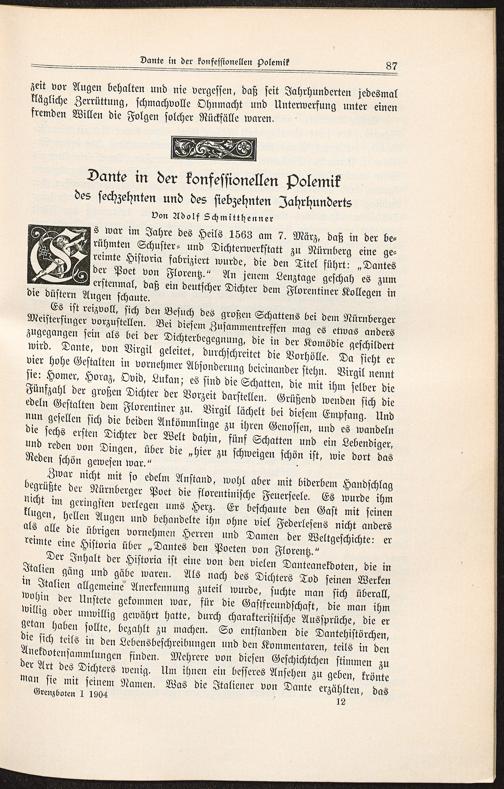 Dante in der konfessionellen Polemik 87
zeit vor Augen behalten und nie vergessen, daß seit Jahrhunderten jedesmal
klägliche Zerrüttung, schmachvolle Ohnmacht und Unterwerfung unter einen
fremden Willen die Folgen solcher Rückfälle waren.
Dante in der konfessionellen Polemik
des sechzehnten und des siebzehnten Jahrhunderts
Von Adolf Schmitthenner
Es war im Jahre des Heils 1563 am 7. März, daß in der be-
rühmten Schuster- und Dichterwerkstatt zu Nürnberg eine ge-
reimte Historia fabriziert wurde, die den Titel führt: „Dantes
der Poet von Florentz.“ An jenem Lenztage geschah es zum
erstenmal, daß ein deutscher Dichter dem Florentiner Kollegen in
die düstern Augen schaute.
Es ist reizvoll, sich den Besuch des großen Schattens bei dem Nürnberger
Meistersinger vorzustellen. Bei diesem Zusammentreffen mag es etwas anders
zugegangen sein als bei der Dichterbegegnung, die in der Komödie geschildert
wird. Dante, von Virgil geleitet, durchschreitet die Vorhölle. Da sieht er
vier hohe Gestalten in vornehmer Absonderung beieinander stehn. Virgil nennt
sie: Homer, Horaz, Ovid, Lukan; es sind die Schatten, die mit ihm selber die
Fünfzahl der großen Dichter der Vorzeit darstellen. Grüßend wenden sich die
edeln Gestalten dem Florentiner zu. Virgil lächelt bei diesem Empfang. Und
nun gesellen sich die beiden Ankömmlinge zu ihren Genossen, und es wandeln
die sechs ersten Dichter der Welt dahin, fünf Schatten und ein Lebendiger,
und reden von Dingen, über die „hier zu schweigen schön ist, wie dort das
Reden schön gewesen war.“
Zwar nicht mit so edelm Anstand, wohl aber mit biderbem Handschlag
begrüßte der Nürnberger Poet die florentinische Feuerseele. Es wurde ihm
nicht im geringsten verlegen ums Herz. Er beschaute den Gast mit seinen
klugen, hellen Augen und behandelte ihn ohne viel Federlesens nicht anders
als alle die übrigen vornehmen Herren und Damen der Weltgeschichte: er
reimte eine Historia über „Dantes den Poeten von Florentz.“
Der Inhalt der Historia ist eine von den vielen Danteanekdoten, die in
Italien gäng und gäbe waren. Als nach des Dichters Tod seinen Werken
in Italien allgemeine Anerkennung zuteil wurde, suchte man sich überall,
wohin der Unstete gekommen war, für die Gastfreundschaft, die man ihm
willig oder unwillig gewährt hatte, durch charakteristische Aussprüche, die er
getan haben sollte, bezahlt zu machen. So entstanden die Dantehistörchen,
die sich teils in den Lebensbeschreibungen und den Kommentaren, teils in den
Anekdotensammlungen finden. Mehrere von diesen Geschichtchen stimmen zu
der Art des Dichters wenig. Um ihnen ein besseres Ansehen zu geben, krönte
man sie mit seinem Namen. Was die Italiener von Dante erzählten, das
Grenzboten I 1904 12